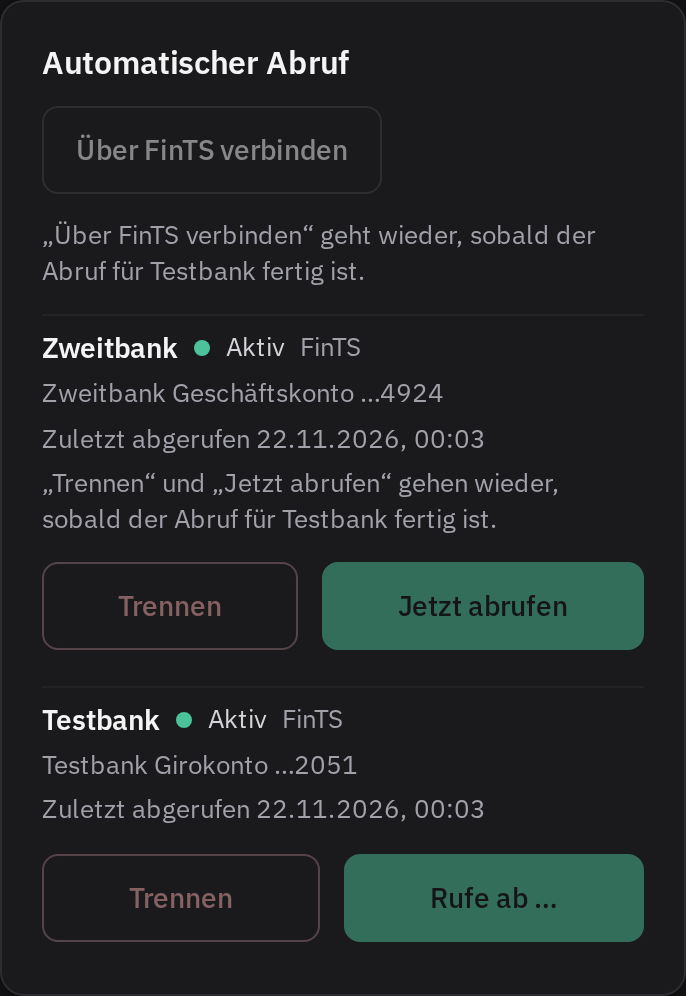 Automatischer Abruf
Über FinTS verbinden
„Über FinTS verbinden“ geht wieder, sobald der
Abruf für Testbank fertig ist.
Zweitbank Aktiv FinTS
Zweitbank Geschäftskonto …4924
Zuletzt abgerufen 22.11.2026, 00:03
„Trennen“ und „Jetzt abrufen“ gehen wieder,
sobald der Abruf für Testbank fertig ist.
Trennen Jetzt abrufen
Testbank Aktiv FinTS
Testbank Girokonto …2051
Zuletzt abgerufen 22.11.2026, 00:03
Trennen Rufe ab …